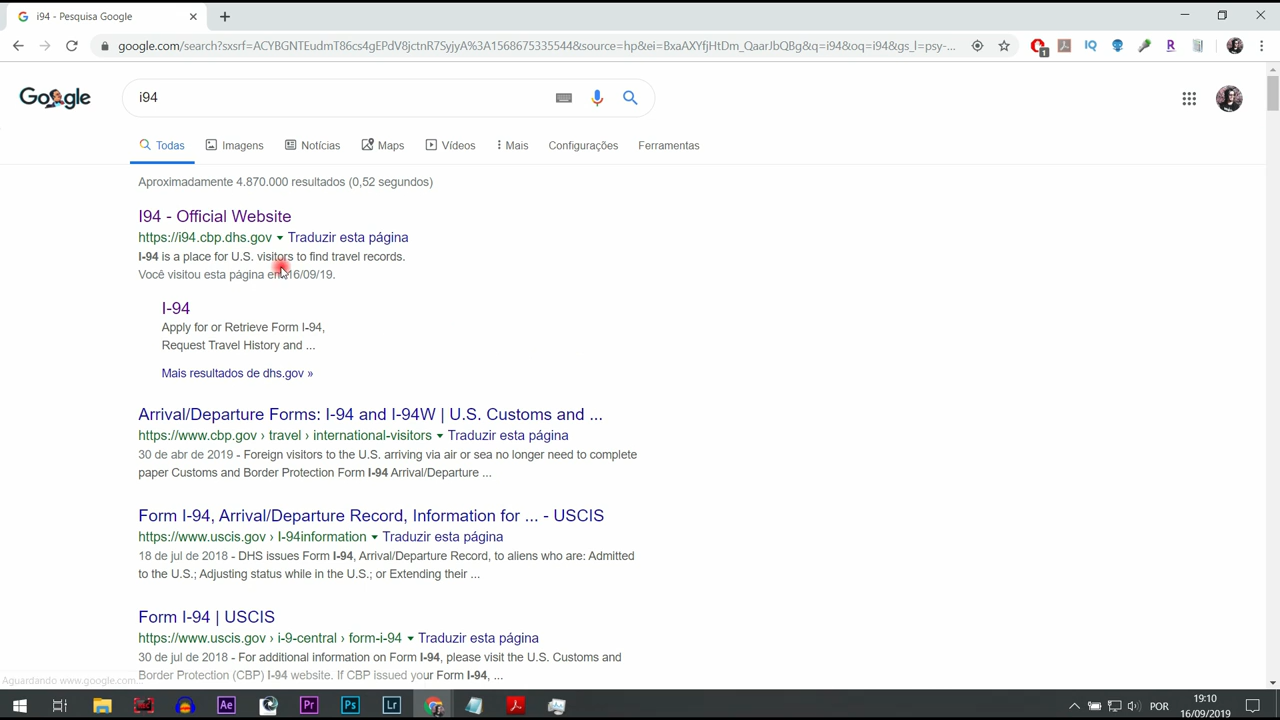 i94 - Pesquisa Google
google.com/search?sxsrf=ACYBGNTEudmT6cs4gEPdV8jctnR7SyjyA%3A1568675335544&source=hp&ei=BxaAXYfjHtDm_QaarJbQBg&q=i94&oq=i94&gs_l=psy-...
Google
i94
Todas Imagens Notícias Maps Vídeos Mais Configurações Ferramentas
Aproximadamente 4.870.000 resultados (0,52 segundos)
I94 - Official Website
https://i94.cbp.dhs.gov Traduzir esta página
I-94 is a place for U.S. visitors to find travel records.
Você visitou esta página em 16/09/19.
I-94
Apply for or Retrieve Form I-94,
Request Travel History and ...
Mais resultados de dhs.gov »
Arrival/Departure Forms: I-94 and I-94W | U.S. Customs and ...
https://www.cbp.gov › travel › international-visitors Traduzir esta página
30 de abr de 2019 - Foreign visitors to the U.S. arriving via air or sea no longer need to complete
paper Customs and Border Protection Form I-94 Arrival/Departure ...
Form I-94, Arrival/Departure Record, Information for ... - USCIS
https://www.uscis.gov › I-94information Traduzir esta página
18 de jul de 2018 - DHS issues Form I-94, Arrival/Departure Record, to aliens who are: Admitted
to the U.S.; Adjusting status while in the U.S.; or Extending their ...
Form I-94 | USCIS
https://www.uscis.gov › i-9-central › form-i-94 Traduzir esta página
30 de jul de 2018 - For additional information on Form I-94, please visit the U.S. Customs and
Border Protection (CBP) I-94 website. If CBP issued your Form I-94, ...
Aguardando www.google.com...
Ae Pr Ps Lr
POR
19:10
16/09/2019